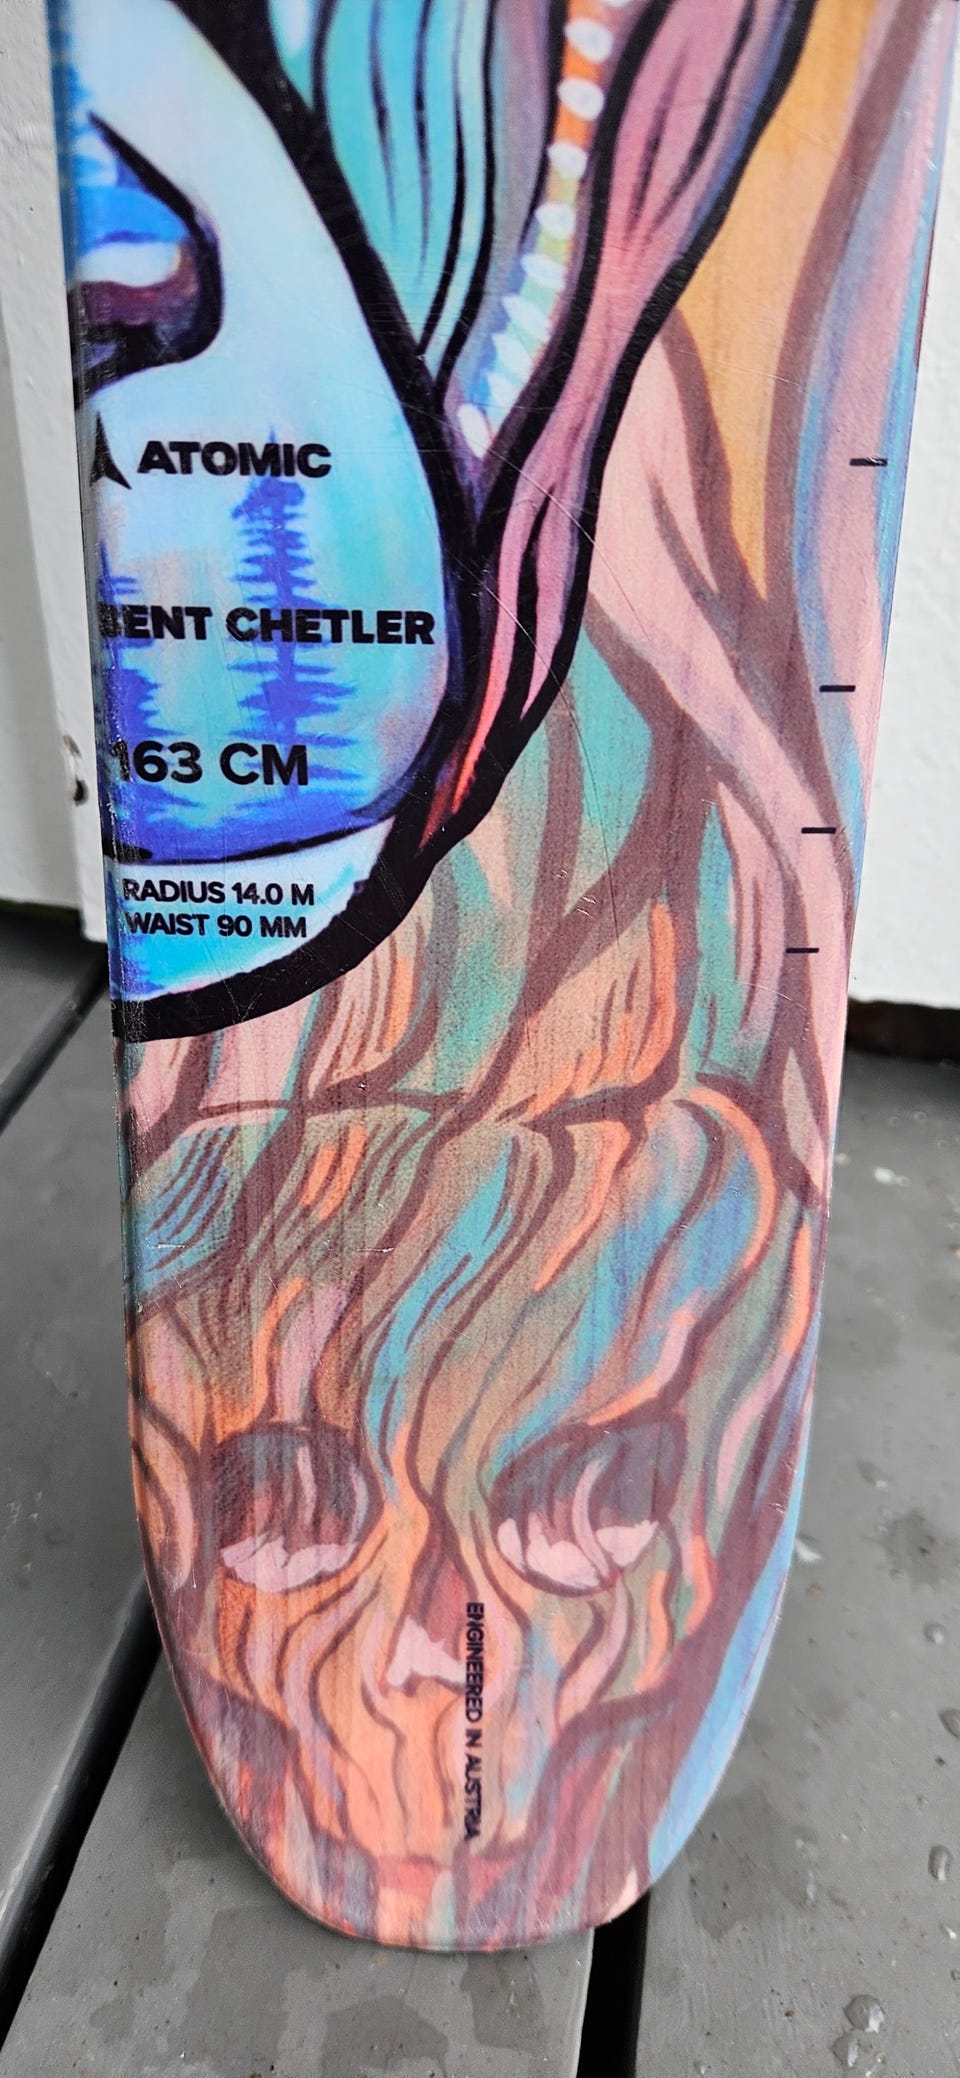 ATOMIC
BENT CHETLER
163 CM
RADIUS 14.0 M
WAIST 90 MM
ENGINEERED IN AUSTRIA